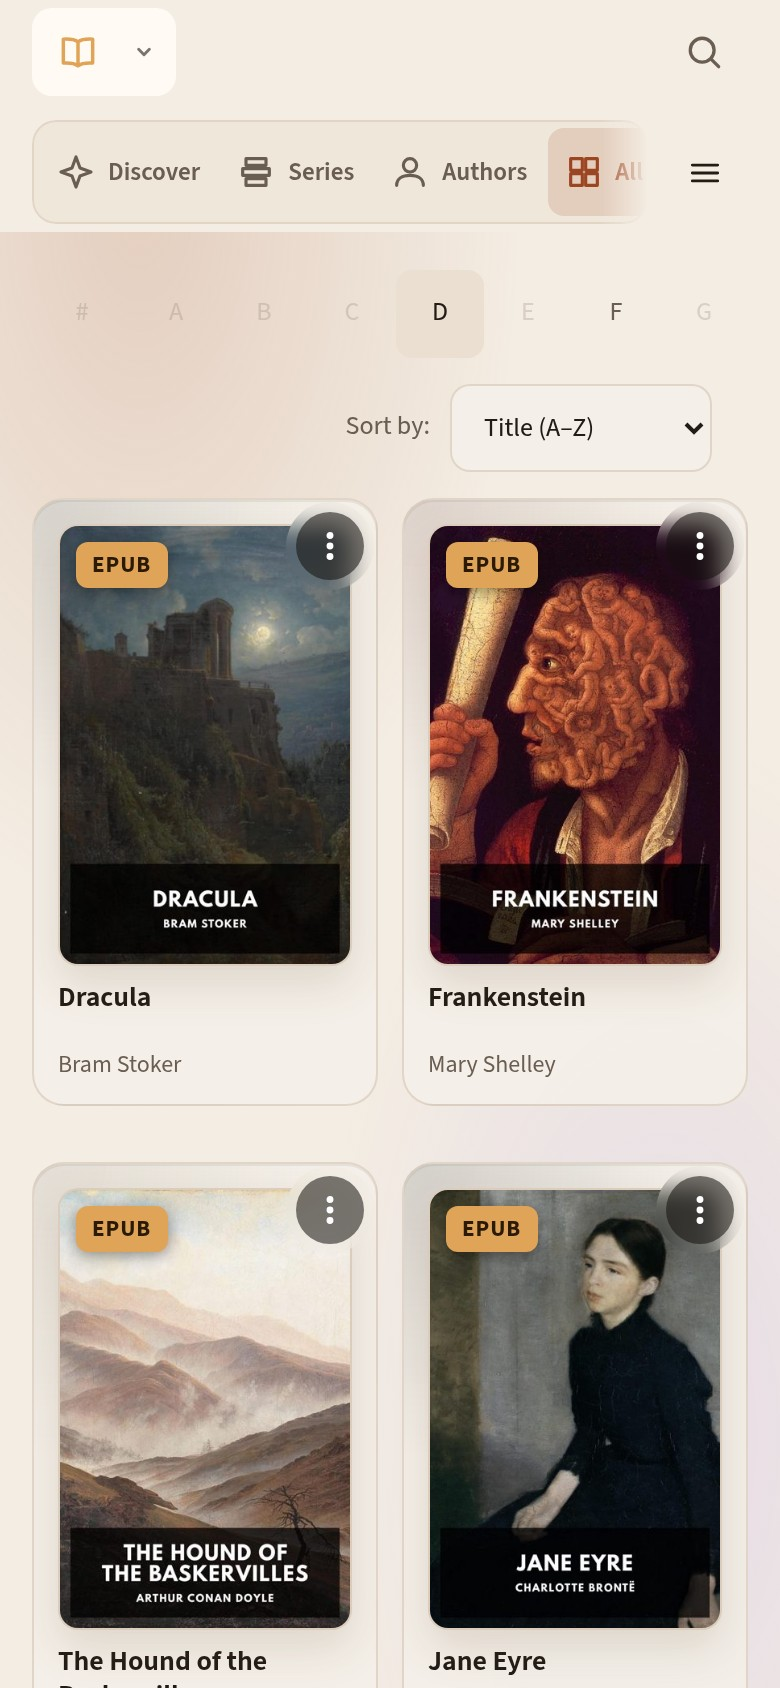 Discover Series Authors All
# A B C D E F G
Sort by: Title (A–Z)
EPUB
DRACULA
BRAM STOKER
Dracula
Bram Stoker
EPUB
FRANKENSTEIN
MARY SHELLEY
Frankenstein
Mary Shelley
EPUB
THE HOUND OF
THE BASKERVILLES
ARTHUR CONAN DOYLE
The Hound of the
EPUB
JANE EYRE
CHARLOTTE BRONTË
Jane Eyre